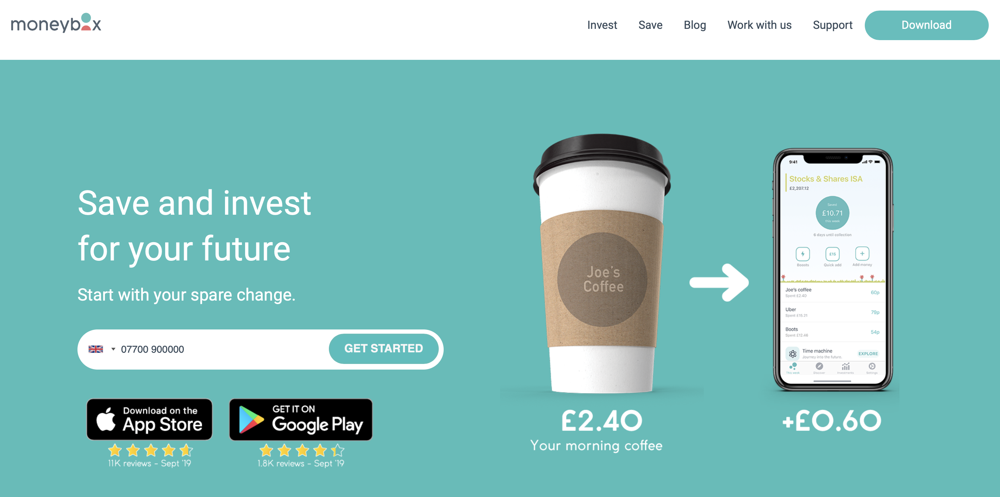 moneybox
Invest
Save
Blog
Work with us
Support
Download
Save and invest
for your future
Start with your spare change.
07700 900000
GET STARTED
Download on the
App Store
11K reviews - Sept '19
GET IT ON
Google Play
1.8K reviews - Sept '19
Joe's
Coffee
£2.40
Your morning coffee
9:41
Stocks & Shares ISA
£2,207.12
Saved
£10.71
this week
6 days until collection
Boosts
£15
Quick add
Add money
Joe's coffee
60p
Spent £2.40
Uber
79p
Spent £15.21
Boots
54p
Spent £12.46
Time machine
Journey into the future.
EXPLORE
This week
Discover
Investments
Settings
+£0.60